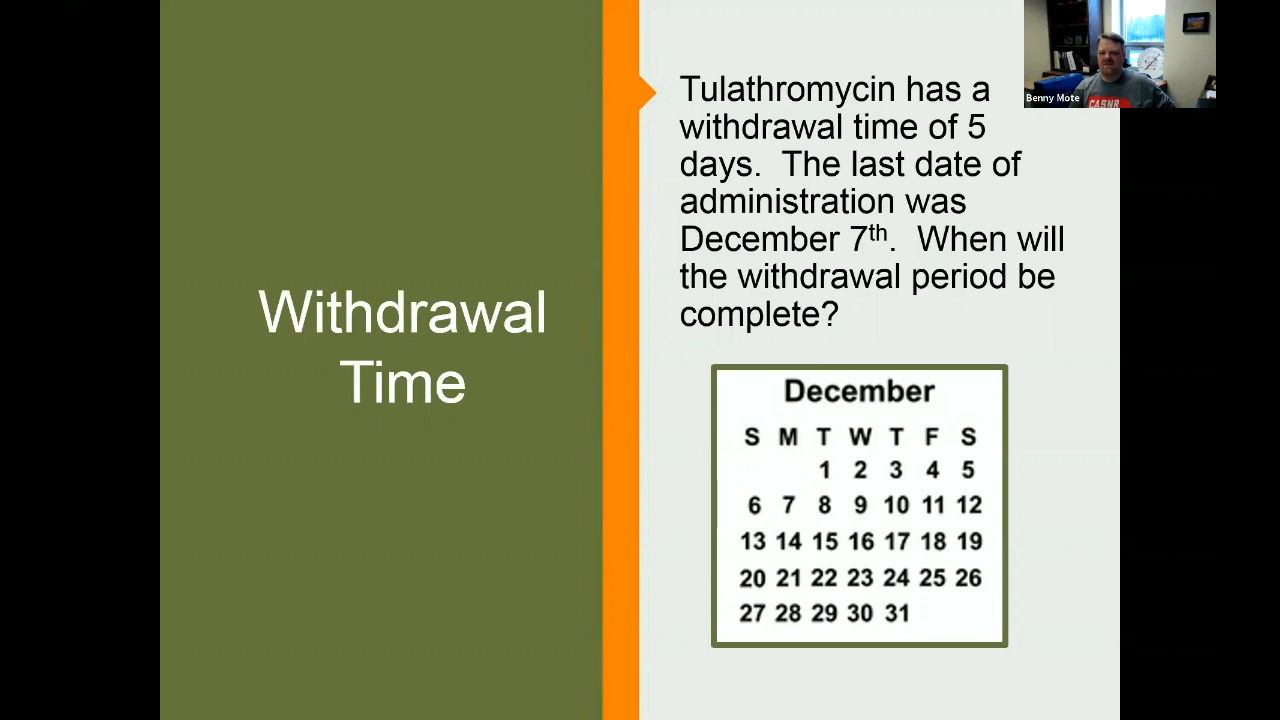 Withdrawal
Time
Tulathromycin has a
withdrawal time of 5
days.  The last date of
administration was
December 7th.  When will
the withdrawal period be
complete?
December
S M T W T F S
1 2 3 4 5
6 7 8 9 10 11 12
13 14 15 16 17 18 19
20 21 22 23 24 25 26
27 28 29 30 31
Benny Mote
CASNR